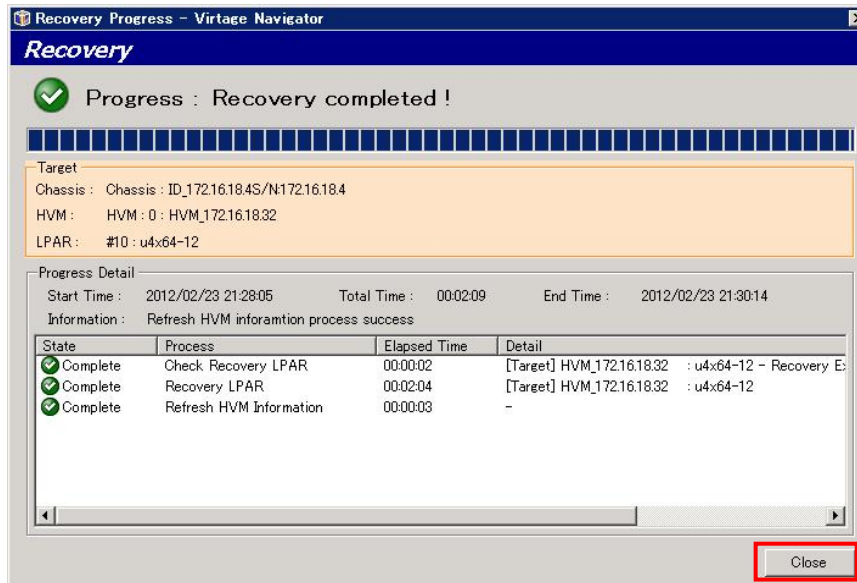 Recovery Progress - Virtage Navigator
Recovery
Progress : Recovery completed !
Target
Chassis : Chassis : ID_172.16.18.4S/N:172.16.18.4
HVM : HVM : 0 : HVM_172.16.18.32
LPAR : #10 : u4x64-12
Progress Detail
Start Time : 2012/02/23 21:28:05 Total Time : 00:02:09 End Time : 2012/02/23 21:30:14
Information : Refresh HVM inforamtion process success
State Process Elapsed Time Detail
Complete Check Recovery LPAR 00:00:02 [Target] HVM_172.16.18.32 : u4x64-12 - Recovery
Complete Recovery LPAR 00:02:04 [Target] HVM_172.16.18.32 : u4x64-12
Complete Refresh HVM Information 00:00:03 -
Close